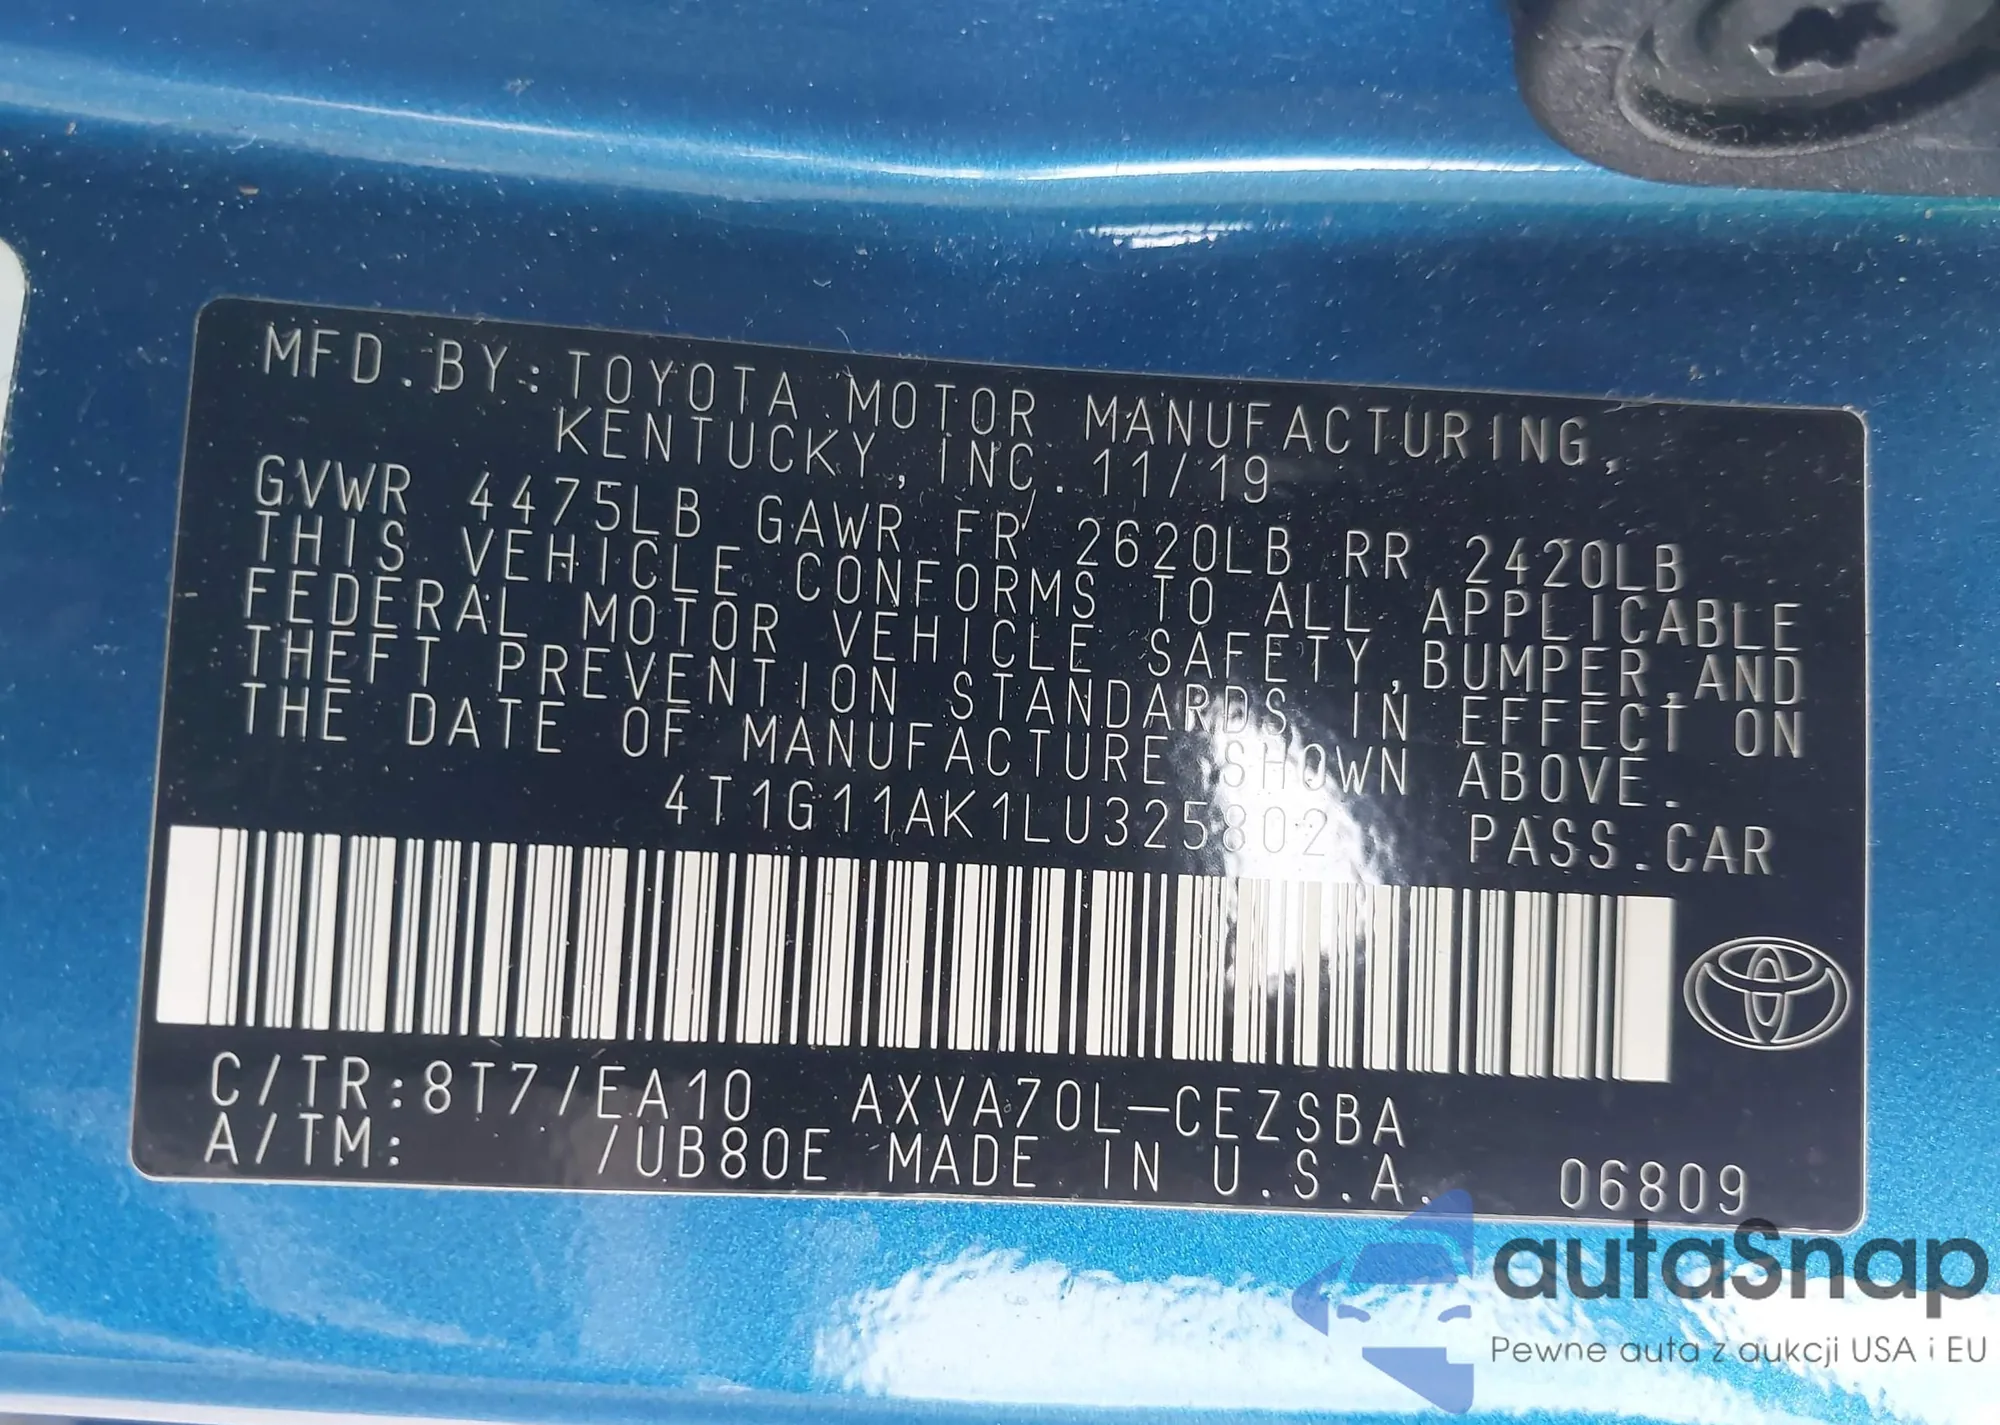 MFD.BY:TOYOTA MOTOR MANUFACTURING,
KENTUCKY, INC. 11/19
GVWR 4475LB GAWR FR 2620LB RR 2420LB
THIS VEHICLE CONFORMS TO ALL APPLICABLE
FEDERAL MOTOR VEHICLE SAFETY,BUMPER,AND
THEFT PREVENTION STANDARDS IN EFFECT ON
THE DATE OF MANUFACTURE SHOWN ABOVE.
4T1G11AK1LU325802 PASS.CAR
C/TR:8T7/EA10 AXVA70L-CEZSBA
A/TM: /UB80E MADE IN U.S.A. 06809
autaSnap
Pewne auta z aukcji USA i EU